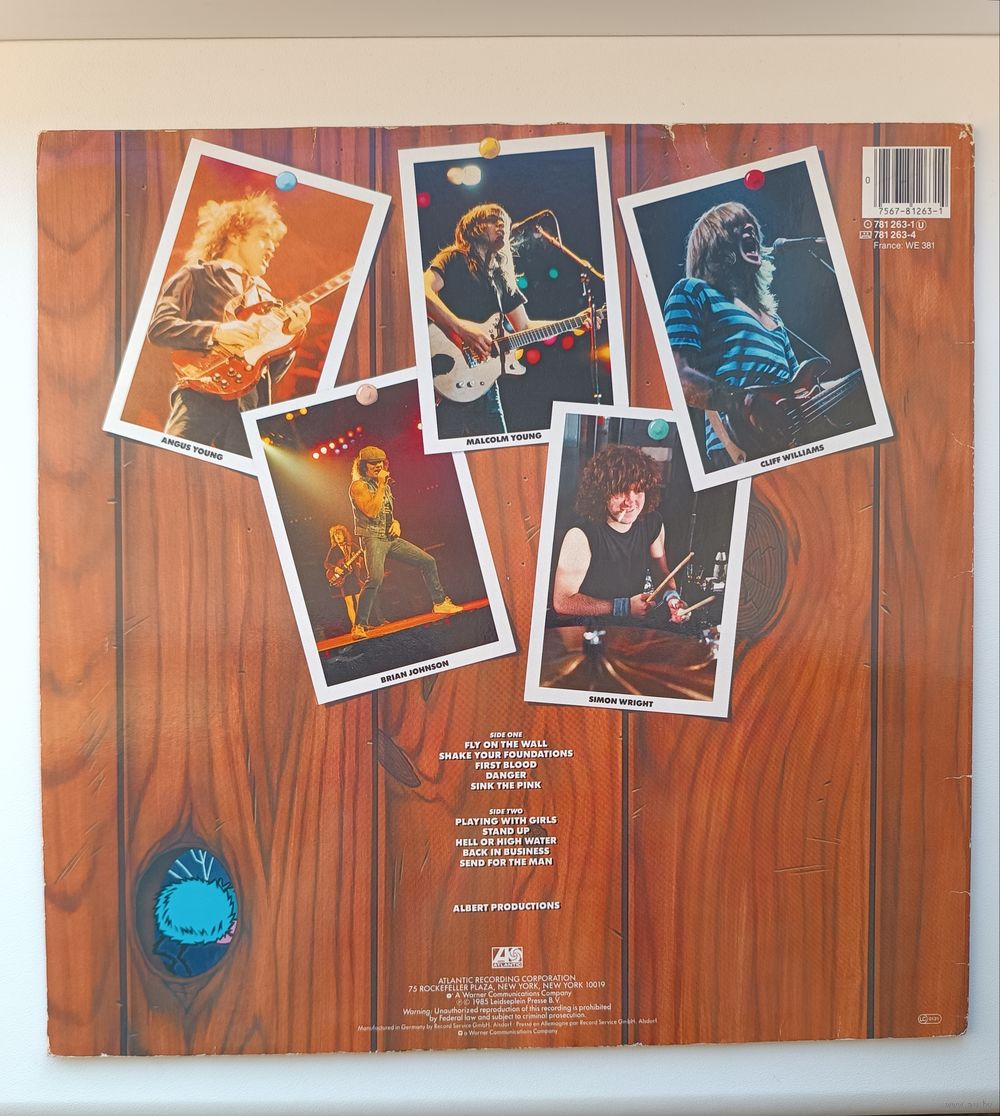 0
7567-81263-1
781 263-1 U
781 263-4
France: WE 381
ANGUS YOUNG
MALCOLM YOUNG
CLIFF WILLIAMS
BRIAN JOHNSON
SIMON WRIGHT
SIDE ONE
FLY ON THE WALL
SHAKE YOUR FOUNDATIONS
FIRST BLOOD
DANGER
SINK THE PINK
SIDE TWO
PLAYING WITH GIRLS
STAND UP
HELL OR HIGH WATER
BACK IN BUSINESS
SEND FOR THE MAN
ALBERT PRODUCTIONS
ATLANTIC
ATLANTIC RECORDING CORPORATION
75 ROCKEFELLER PLAZA, NEW YORK, NEW YORK 10019
A Warner Communications Company
℗ © 1985 Leidseplein Presse B.V.
Warning: Unauthorized reproduction of this recording is prohibited
by Federal law and subject to criminal prosecution.
Manufactured in Germany by Record Service GmbH, Alsdorf · Presse en Allemagne par Record Service GmbH, Alsdorf
a Warner Communications Company
LC 0121